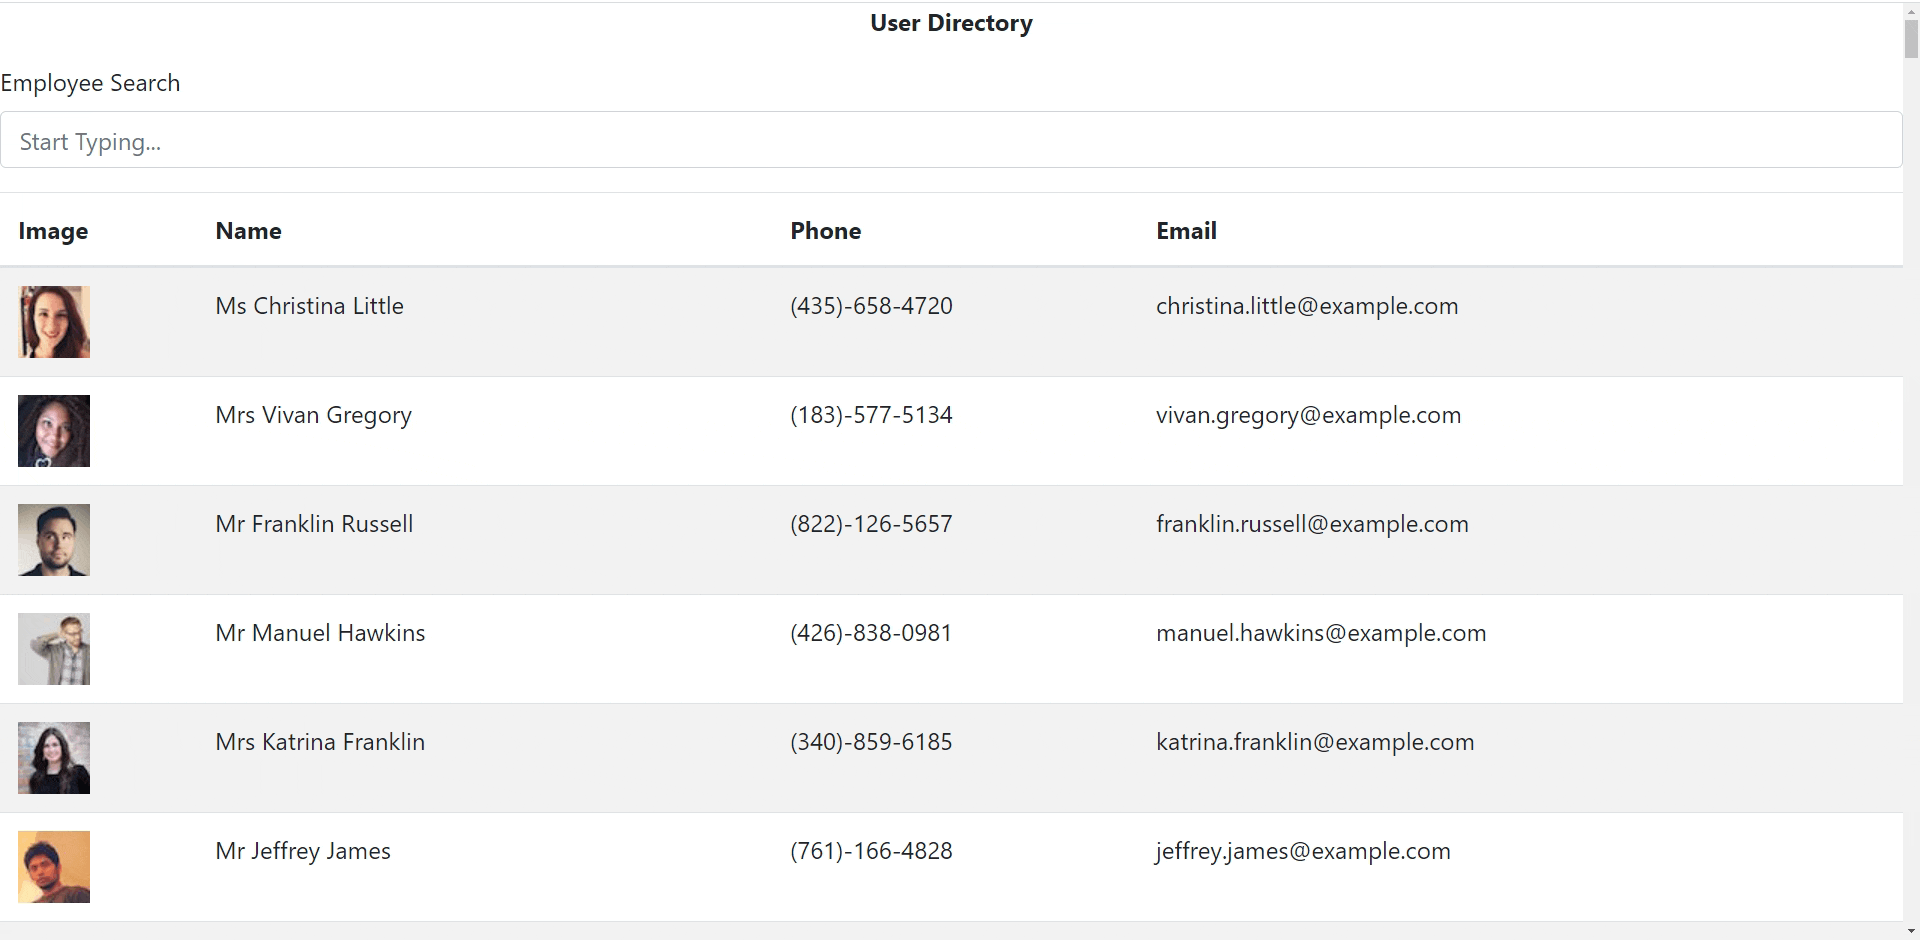 User Directory
Employee Search
Start Typing...
Image Name Phone Email
Ms Christina Little (435)-658-4720 christina.little@example.com
Mrs Vivan Gregory (183)-577-5134 vivan.gregory@example.com
Mr Franklin Russell (822)-126-5657 franklin.russell@example.com
Mr Manuel Hawkins (426)-838-0981 manuel.hawkins@example.com
Mrs Katrina Franklin (340)-859-6185 katrina.franklin@example.com
Mr Jeffrey James (761)-166-4828 jeffrey.james@example.com